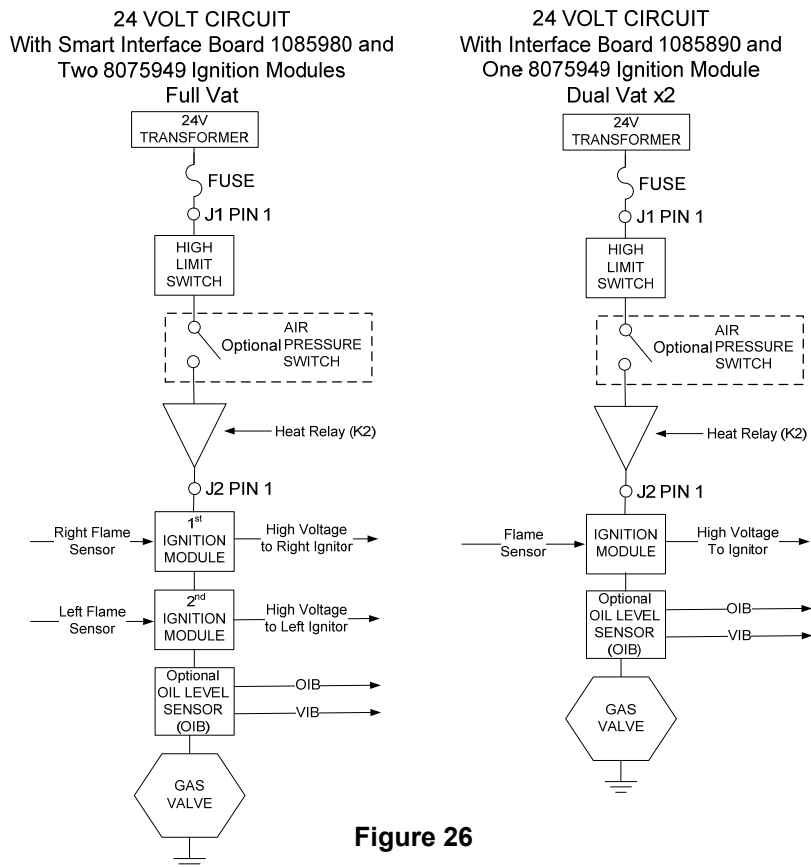 24 VOLT CIRCUIT
With Smart Interface Board 1085980 and
Two 8075949 Ignition Modules
Full Vat
24V
TRANSFORMER
FUSE
J1 PIN 1
HIGH
LIMIT
SWITCH
AIR
Optional PRESSURE
SWITCH
Heat Relay (K2)
J2 PIN 1
Right Flame
Sensor
1st
IGNITION
MODULE
High Voltage
to Right Ignitor
Left Flame
Sensor
2nd
IGNITION
MODULE
High Voltage
to Left Ignitor
Optional
OIL LEVEL
SENSOR
(OIB)
OIB
VIB
GAS
VALVE
24 VOLT CIRCUIT
With Interface Board 1085890 and
One 8075949 Ignition Module
Dual Vat x2
24V
TRANSFORMER
FUSE
J1 PIN 1
HIGH
LIMIT
SWITCH
AIR
Optional PRESSURE
SWITCH
Heat Relay (K2)
J2 PIN 1
Flame
Sensor
IGNITION
MODULE
High Voltage
To Ignitor
Optional
OIL LEVEL
SENSOR
(OIB)
OIB
VIB
GAS
VALVE
Figure 26